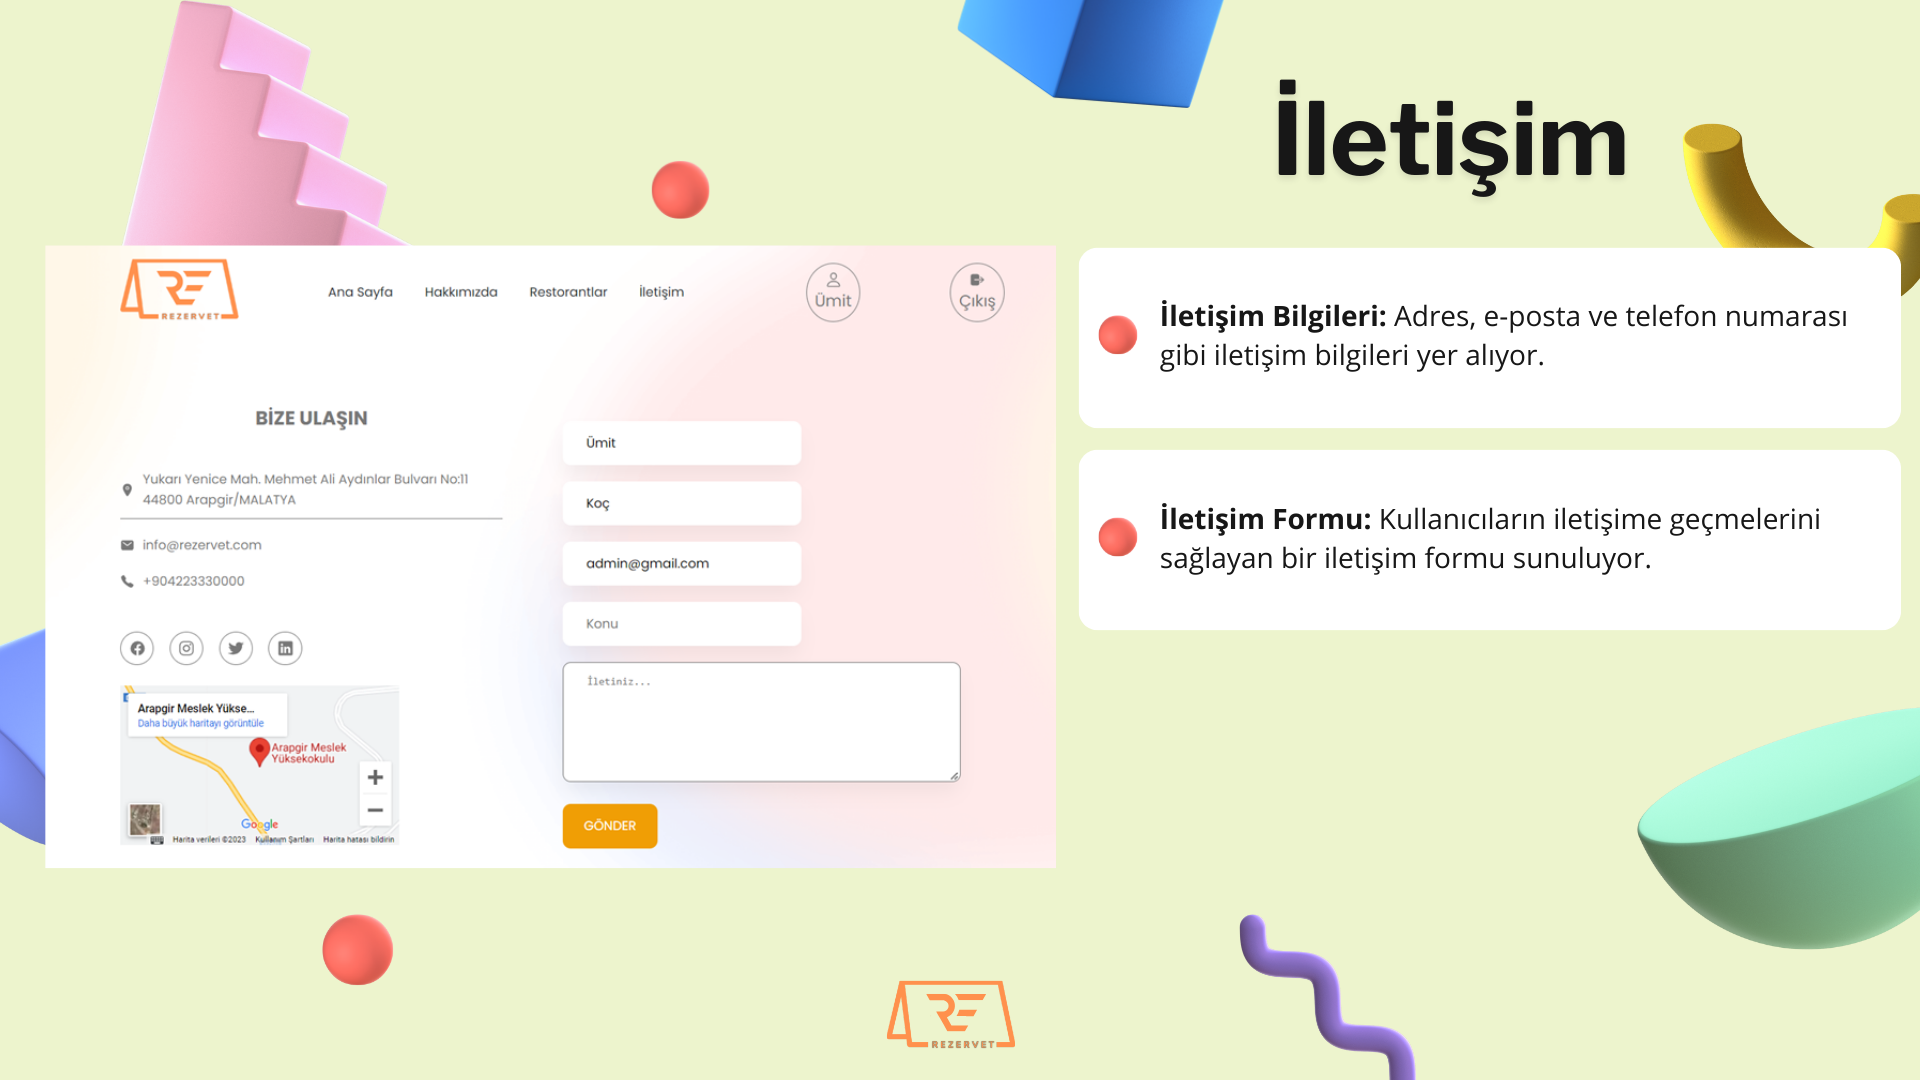 İletişim
REZERVET
Ana Sayfa
Hakkımızda
Restorantlar
İletişim
Ümit
Çıkış
BİZE ULAŞIN
Yukarı Yenice Mah. Mehmet Ali Aydınlar Bulvarı No:11
44800 Arapgir/MALATYA
info@rezervet.com
+904223330000
Arapgir Meslek Yükse...
Daha büyük haritayı görüntüle
Arapgir Meslek
Yüksekokulu
Google
Harita verileri ©2023
Kullanım Şartları
Harita hatası bildirin
Ümit
Koç
admin@gmail.com
Konu
İletiniz...
GÖNDER
İletişim Bilgileri: Adres, e-posta ve telefon numarası
gibi iletişim bilgileri yer alıyor.
İletişim Formu: Kullanıcıların iletişime geçmelerini
sağlayan bir iletişim formu sunuluyor.
REZERVET